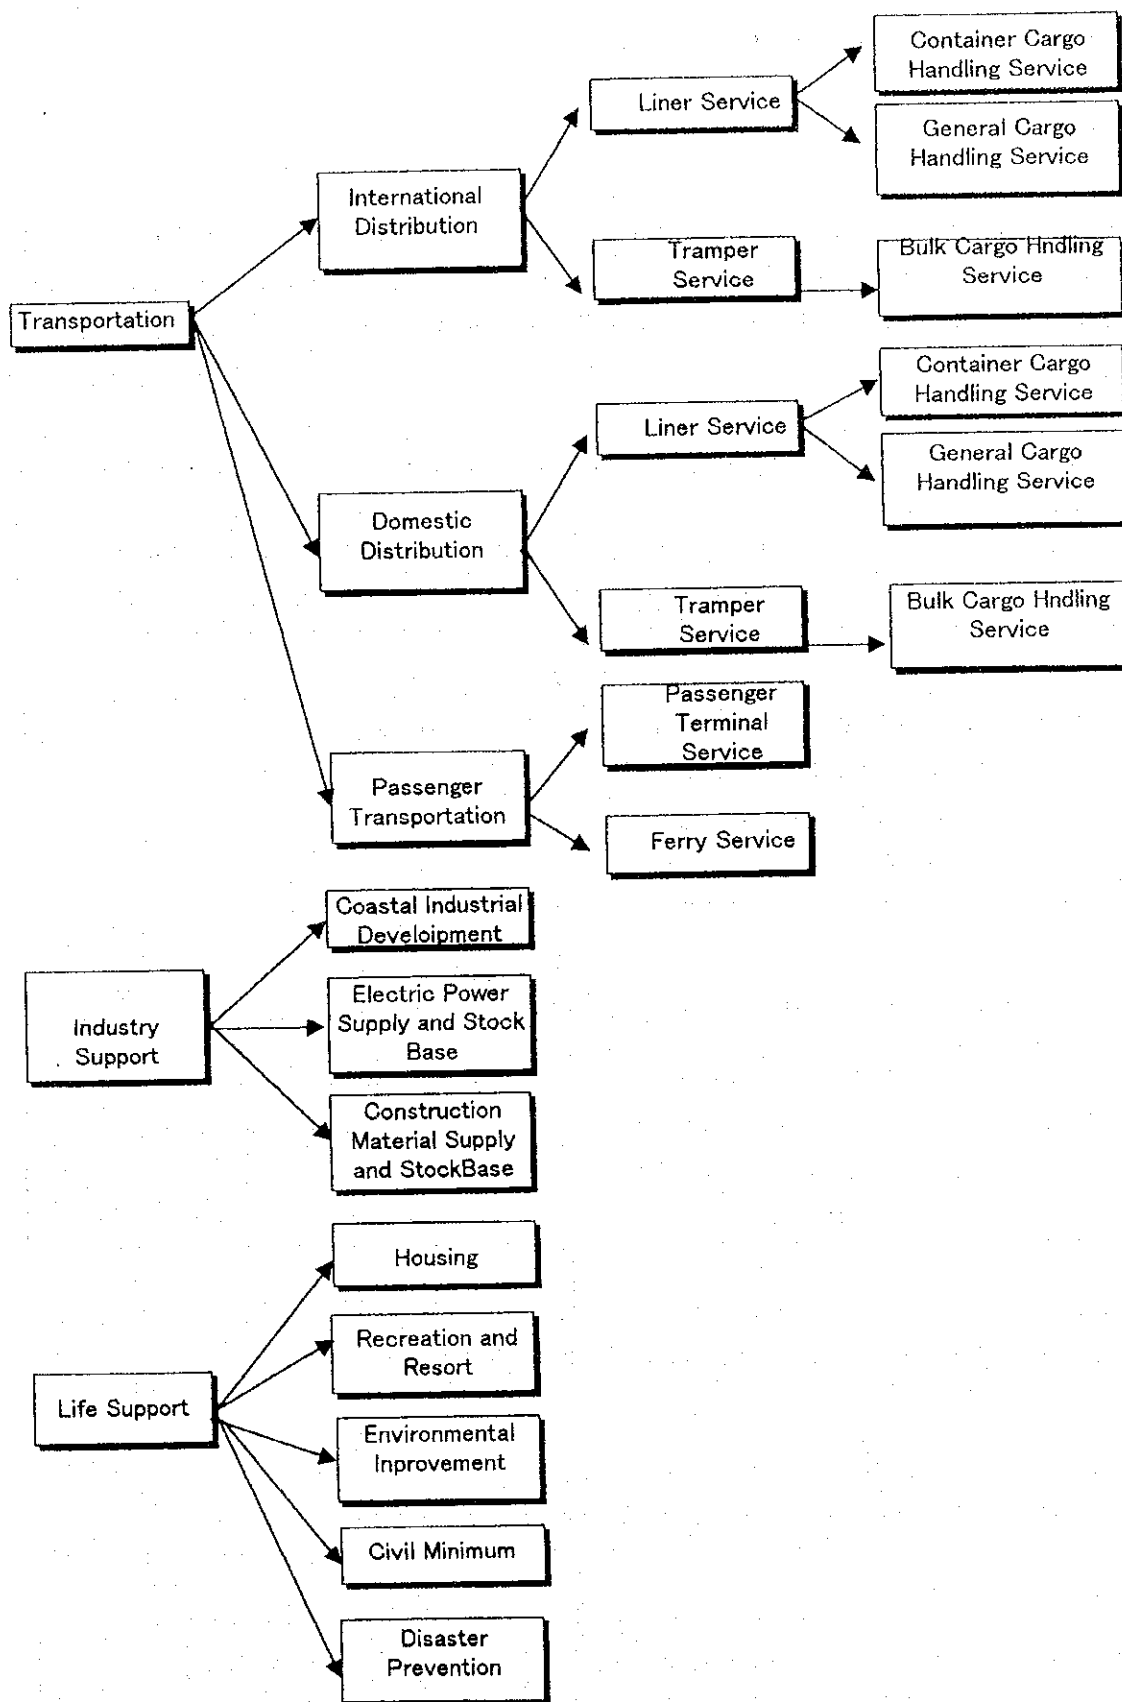 Container Cargo
Handling Service
Liner Service
General Cargo
Handling Service
International
Distribution
Tramper
Service
Bulk Cargo Hndling
Service
Transportation
Container Cargo
Handling Service
Liner Service
General Cargo
Handling Service
Domestic
Distribution
Tramper
Service
Bulk Cargo Hndling
Service
Passenger
Terminal
Service
Passenger
Transportation
Ferry Service
Coastal Industrial
Develoipment
Industry
Support
Electric Power
Supply and Stock
Base
Construction
Material Supply
and StockBase
Housing
Recreation and
Resort
Life Support
Environmental
Inprovement
Civil Minimum
Disaster
Prevention